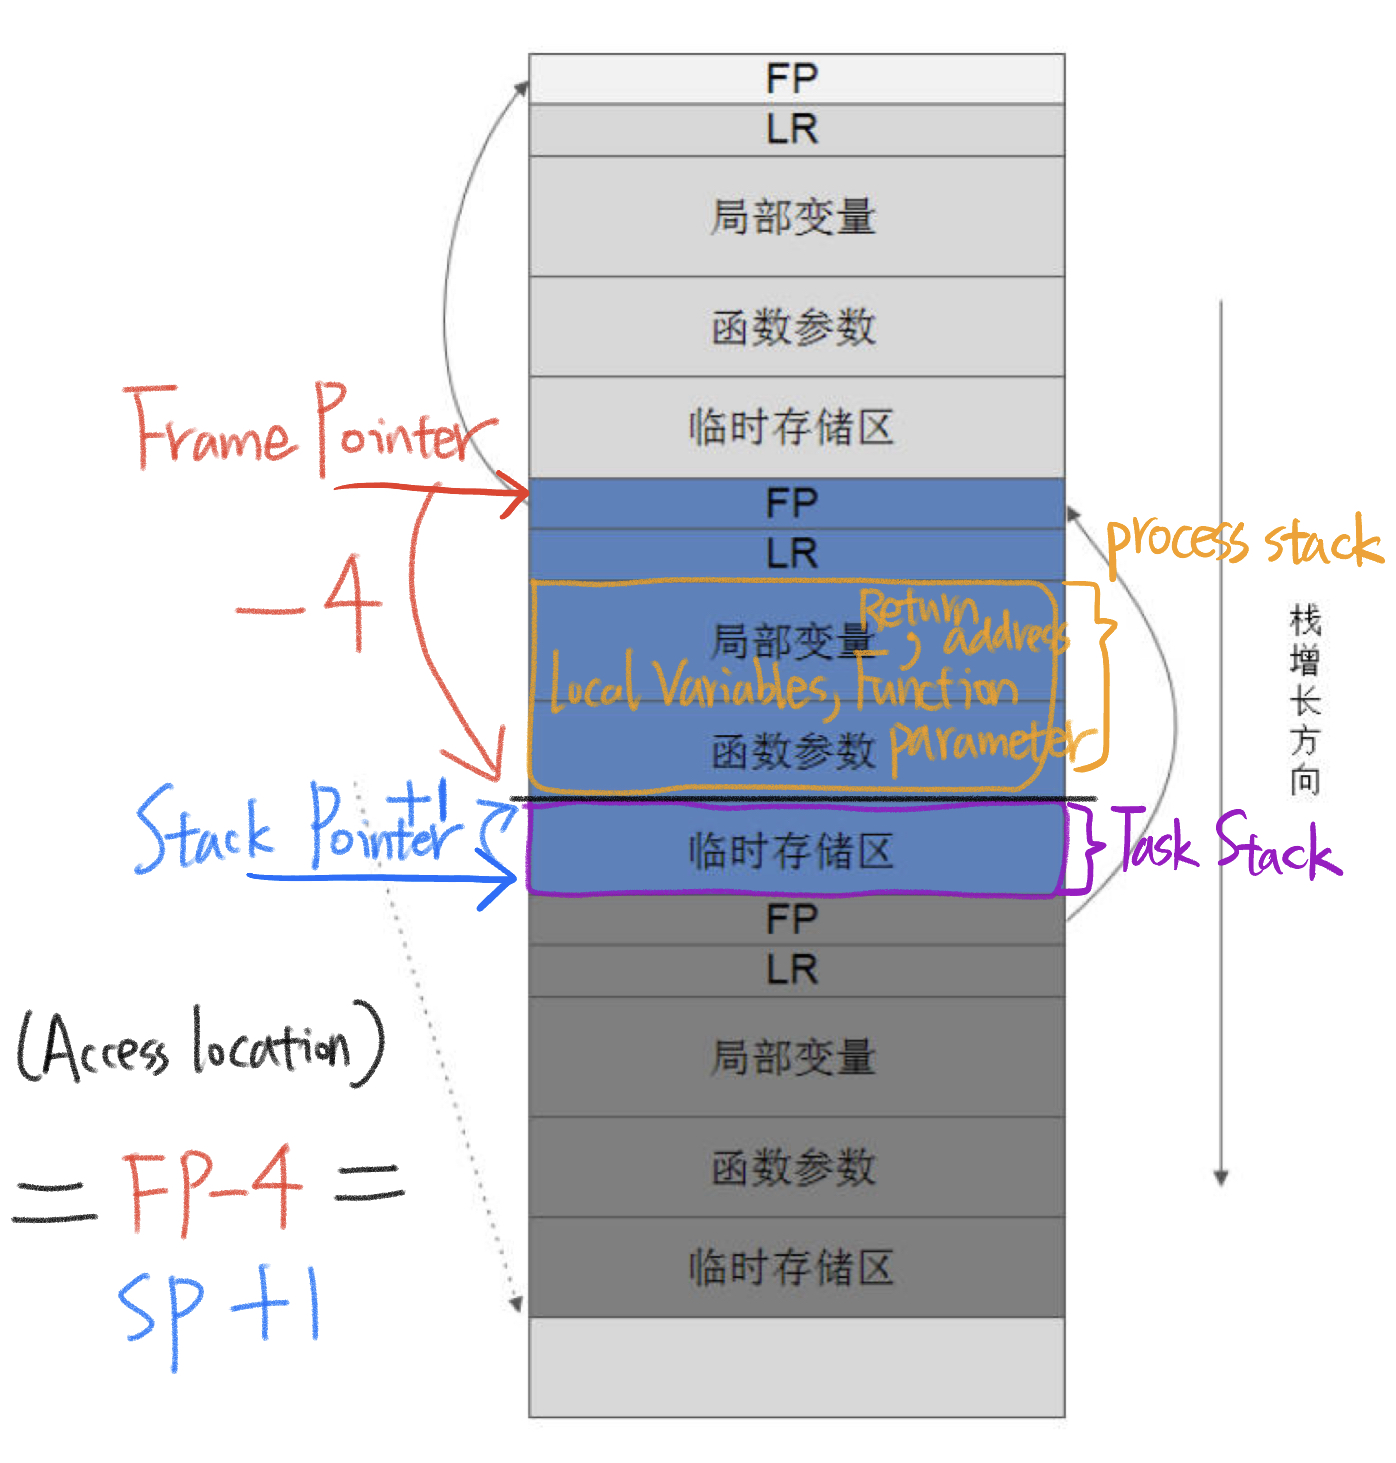 FP
LR
局部变量
函数参数
临时存储区
Frame Pointer
FP
LR
process stack
-4
局部变量
Return address
,
Local Variables, Function
函数参数
parameter
栈增长方向
Stack Pointer
+1
临时存储区
Task Stack
FP
LR
(Access location)
局部变量
= FP-4 =
函数参数
SP+1
临时存储区